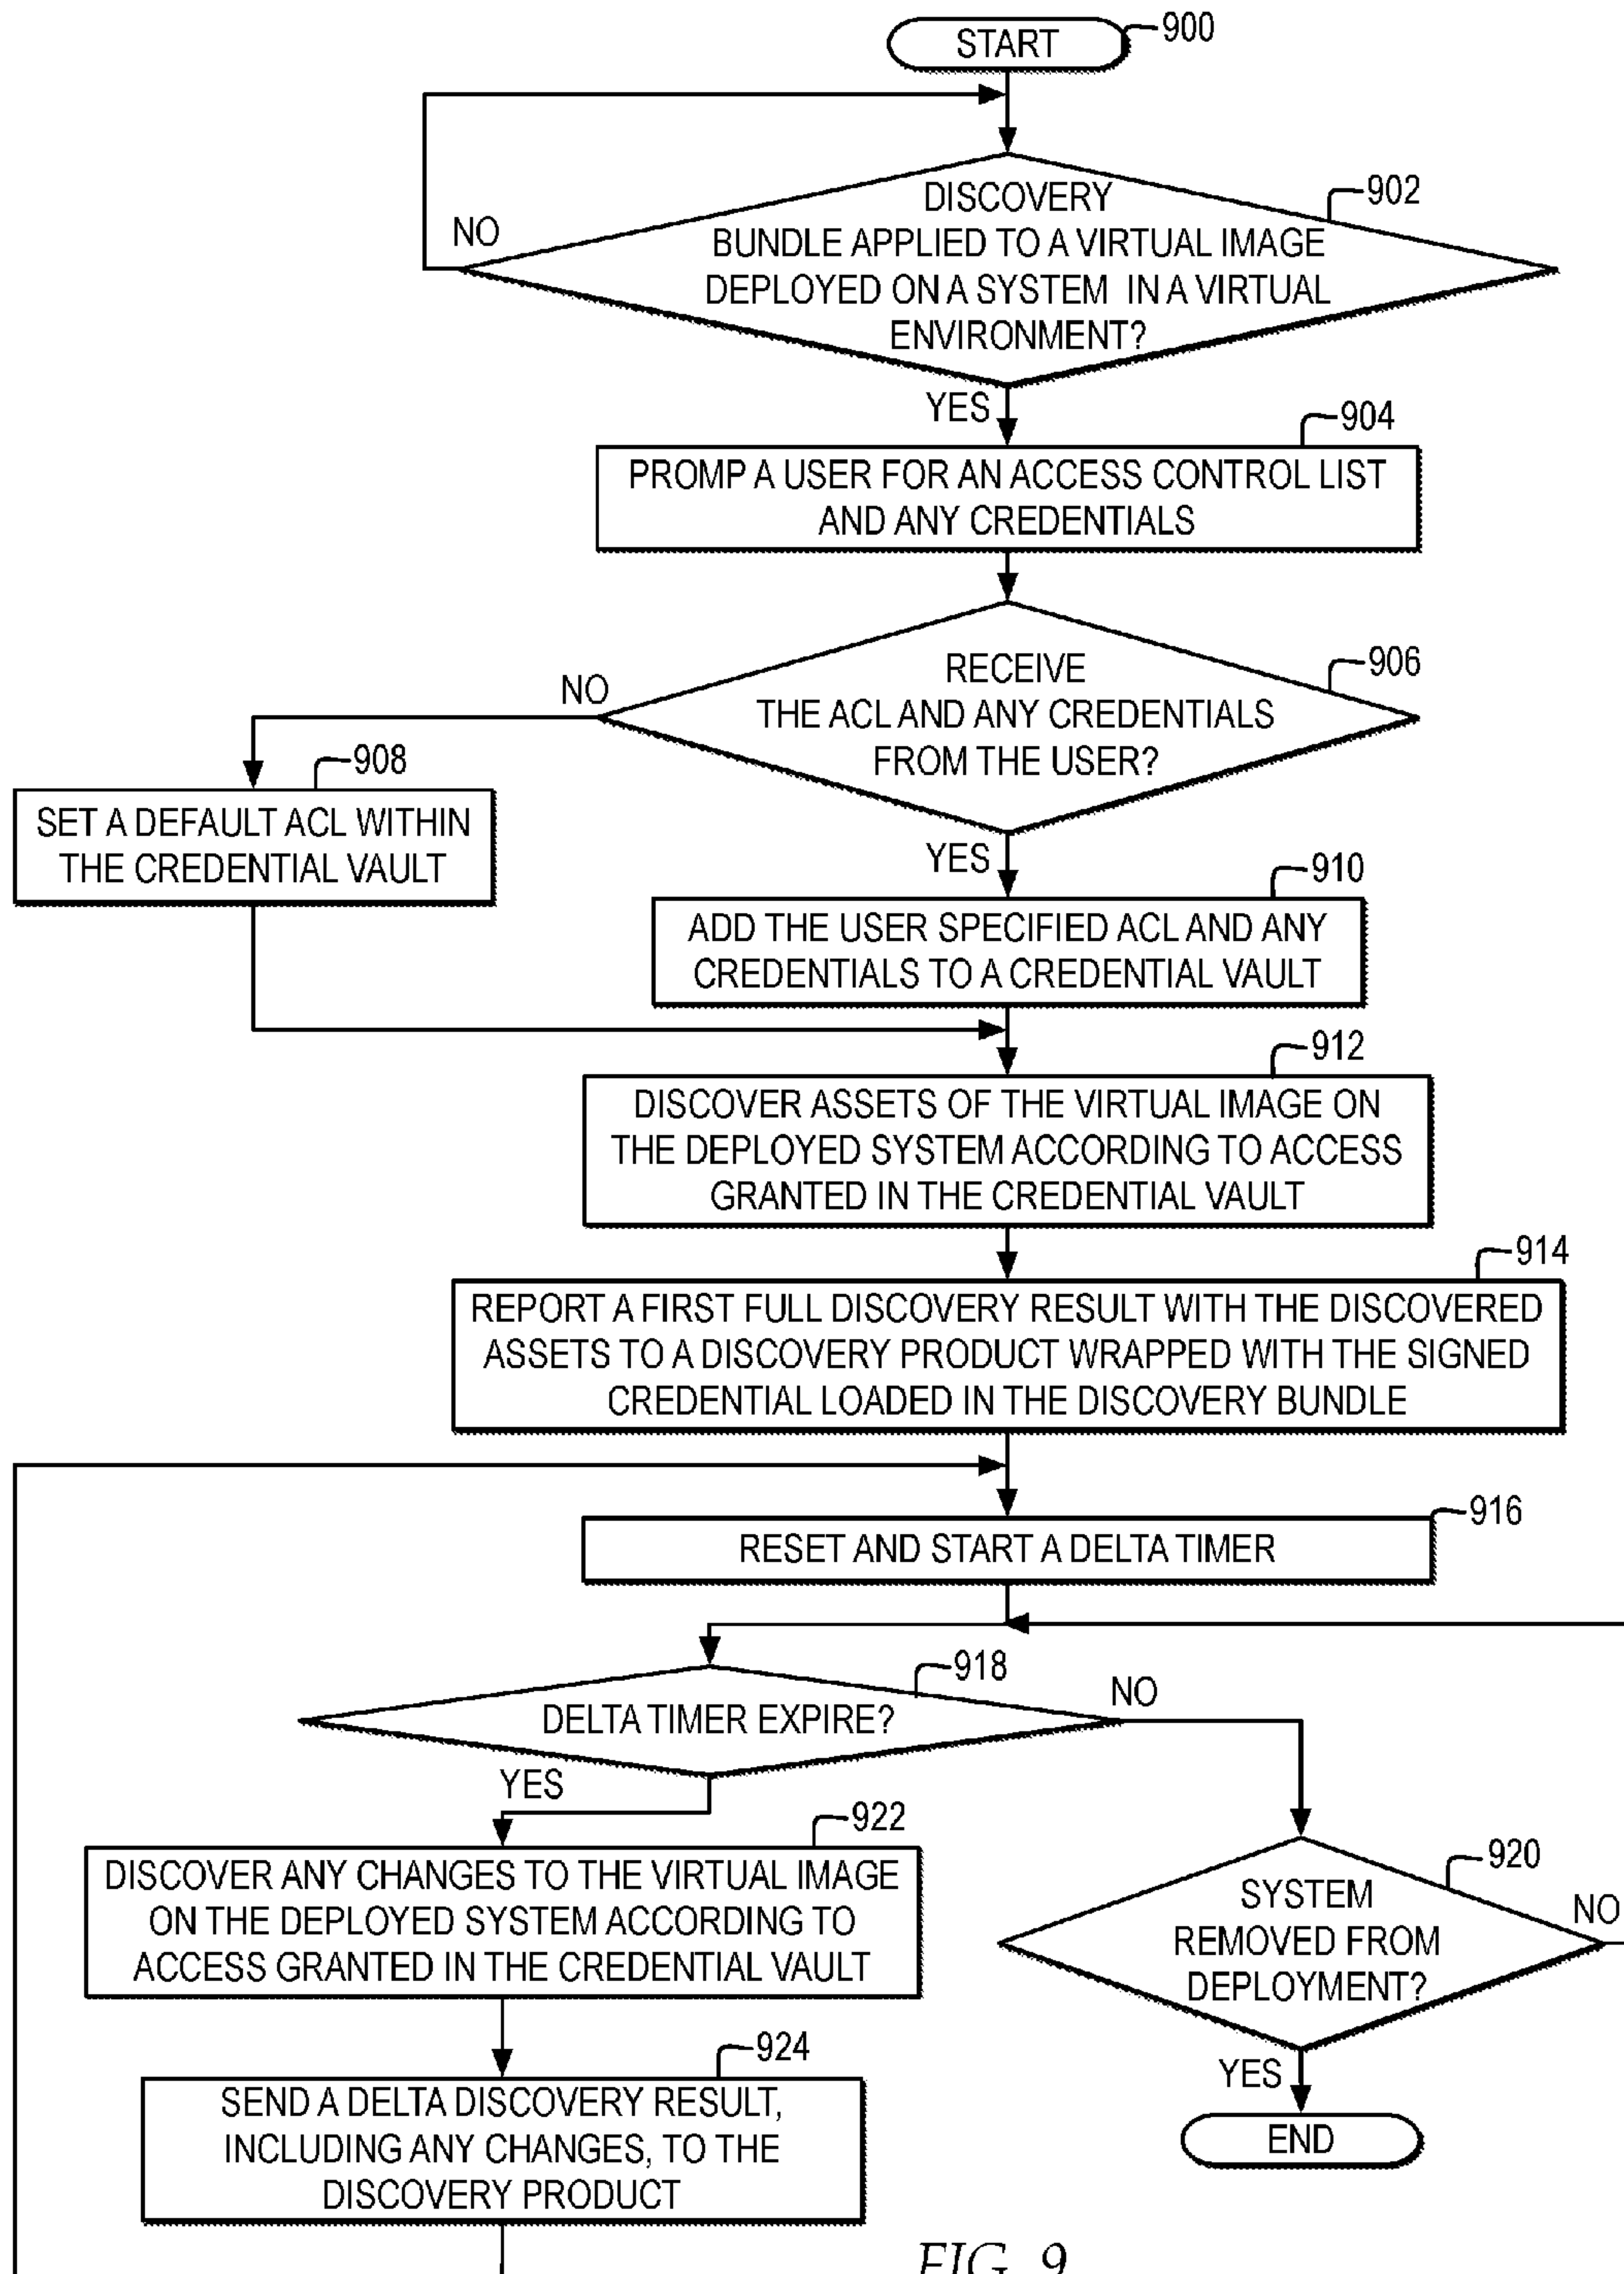 START
900
DISCOVERY
BUNDLE APPLIED TO A VIRTUAL IMAGE
DEPLOYED ON A SYSTEM IN A VIRTUAL
ENVIRONMENT?
902
NO
YES
904
PROMP A USER FOR AN ACCESS CONTROL LIST
AND ANY CREDENTIALS
RECEIVE
THE ACL AND ANY CREDENTIALS
FROM THE USER?
906
NO
908
SET A DEFAULT ACL WITHIN
THE CREDENTIAL VAULT
YES
910
ADD THE USER SPECIFIED ACL AND ANY
CREDENTIALS TO A CREDENTIAL VAULT
912
DISCOVER ASSETS OF THE VIRTUAL IMAGE ON
THE DEPLOYED SYSTEM ACCORDING TO ACCESS
GRANTED IN THE CREDENTIAL VAULT
914
REPORT A FIRST FULL DISCOVERY RESULT WITH THE DISCOVERED
ASSETS TO A DISCOVERY PRODUCT WRAPPED WITH THE SIGNED
CREDENTIAL LOADED IN THE DISCOVERY BUNDLE
916
RESET AND START A DELTA TIMER
918
DELTA TIMER EXPIRE?
NO
YES
922
DISCOVER ANY CHANGES TO THE VIRTUAL IMAGE
ON THE DEPLOYED SYSTEM ACCORDING TO
ACCESS GRANTED IN THE CREDENTIAL VAULT
920
SYSTEM
REMOVED FROM
DEPLOYMENT?
NO
924
SEND A DELTA DISCOVERY RESULT,
INCLUDING ANY CHANGES, TO THE
DISCOVERY PRODUCT
YES
END
FIG. 9